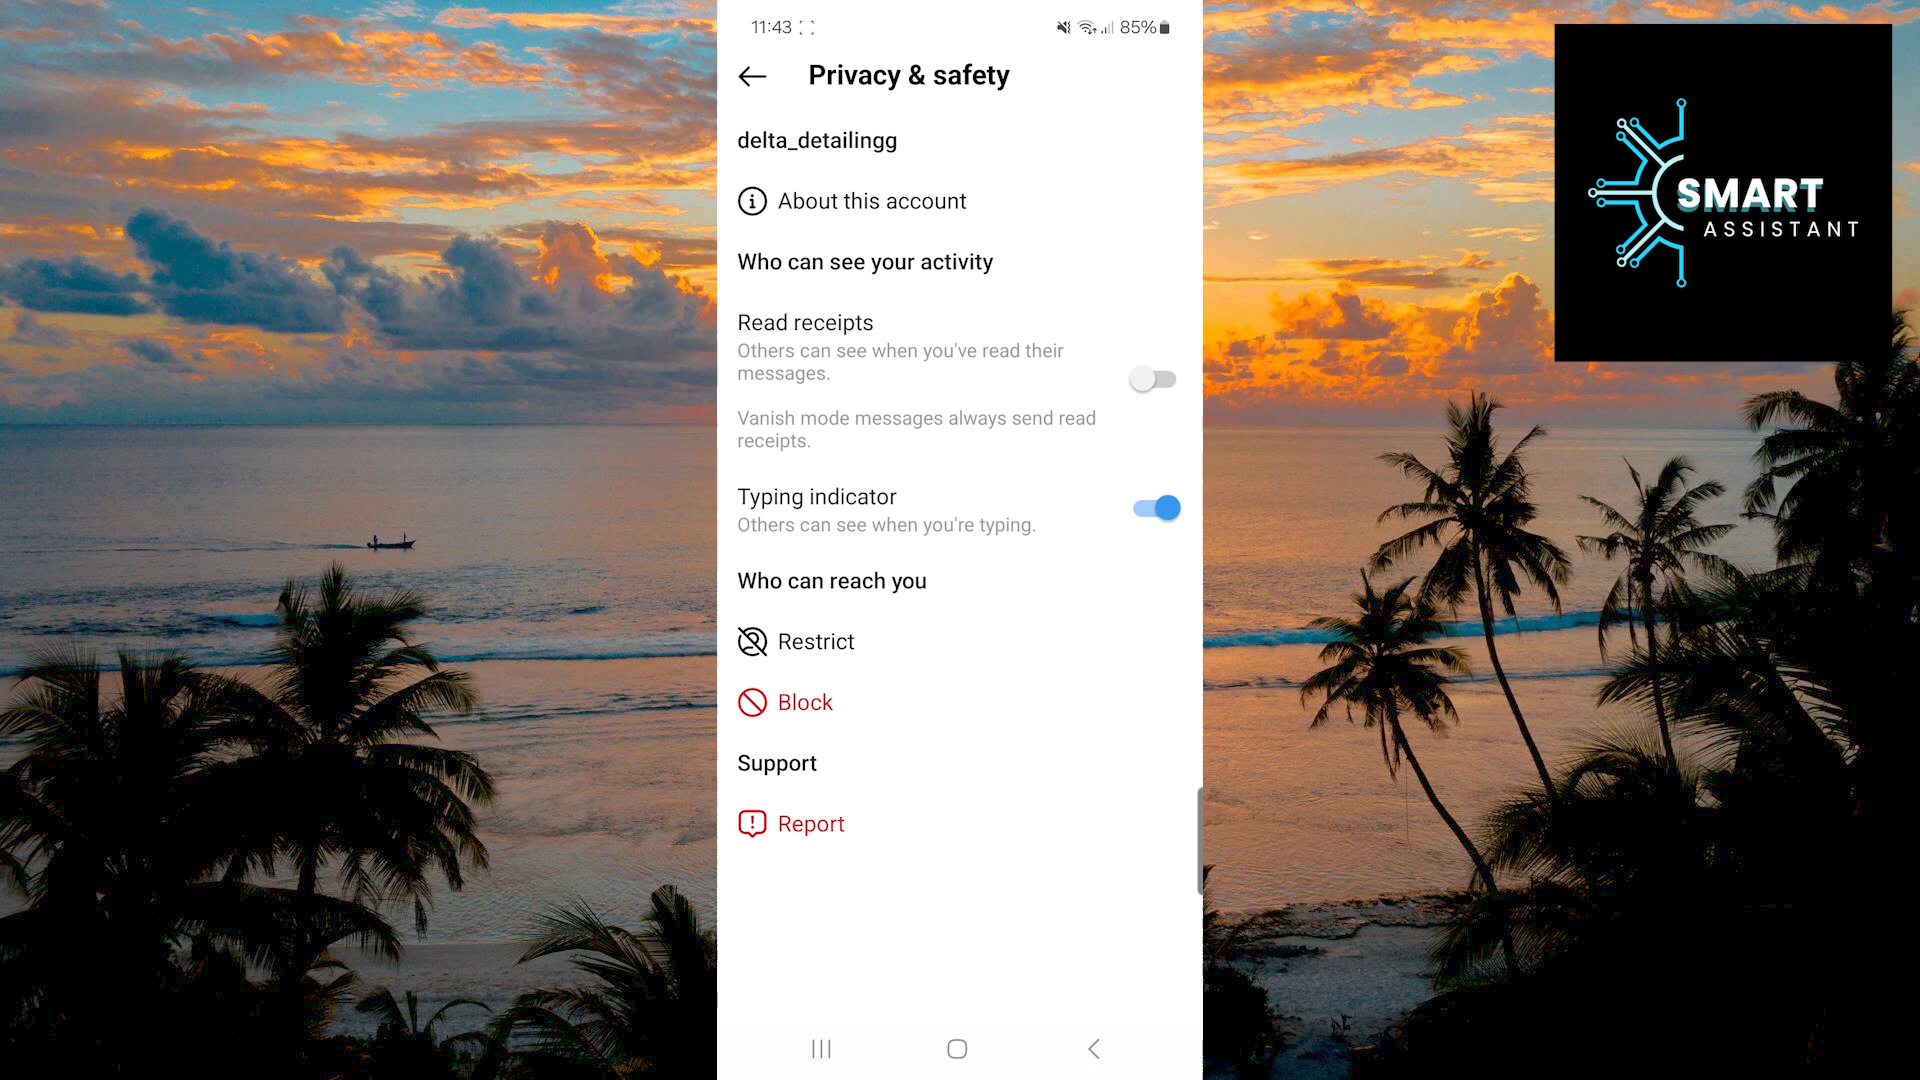 11:43
85%
Privacy & safety
delta_detailingg
About this account
Who can see your activity
Read receipts
Others can see when you've read their
messages.
Vanish mode messages always send read
receipts.
Typing indicator
Others can see when you're typing.
Who can reach you
Restrict
Block
Support
Report
SMART
ASSISTANT